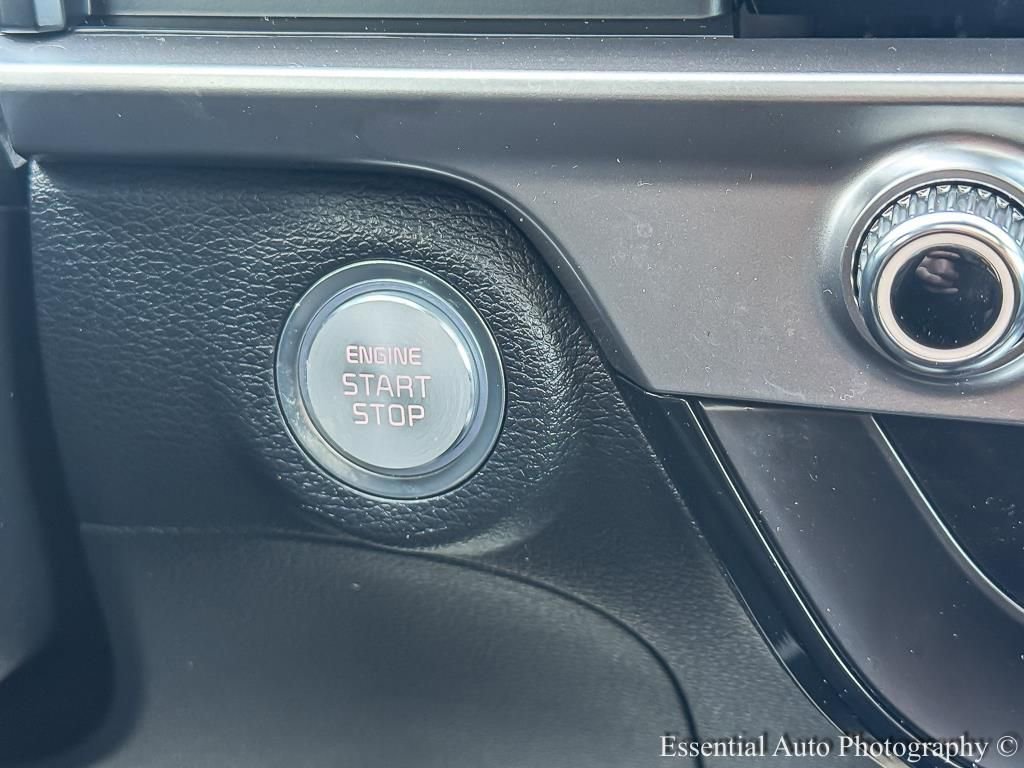 ENGINE
START
STOP
Essential Auto Photography ©